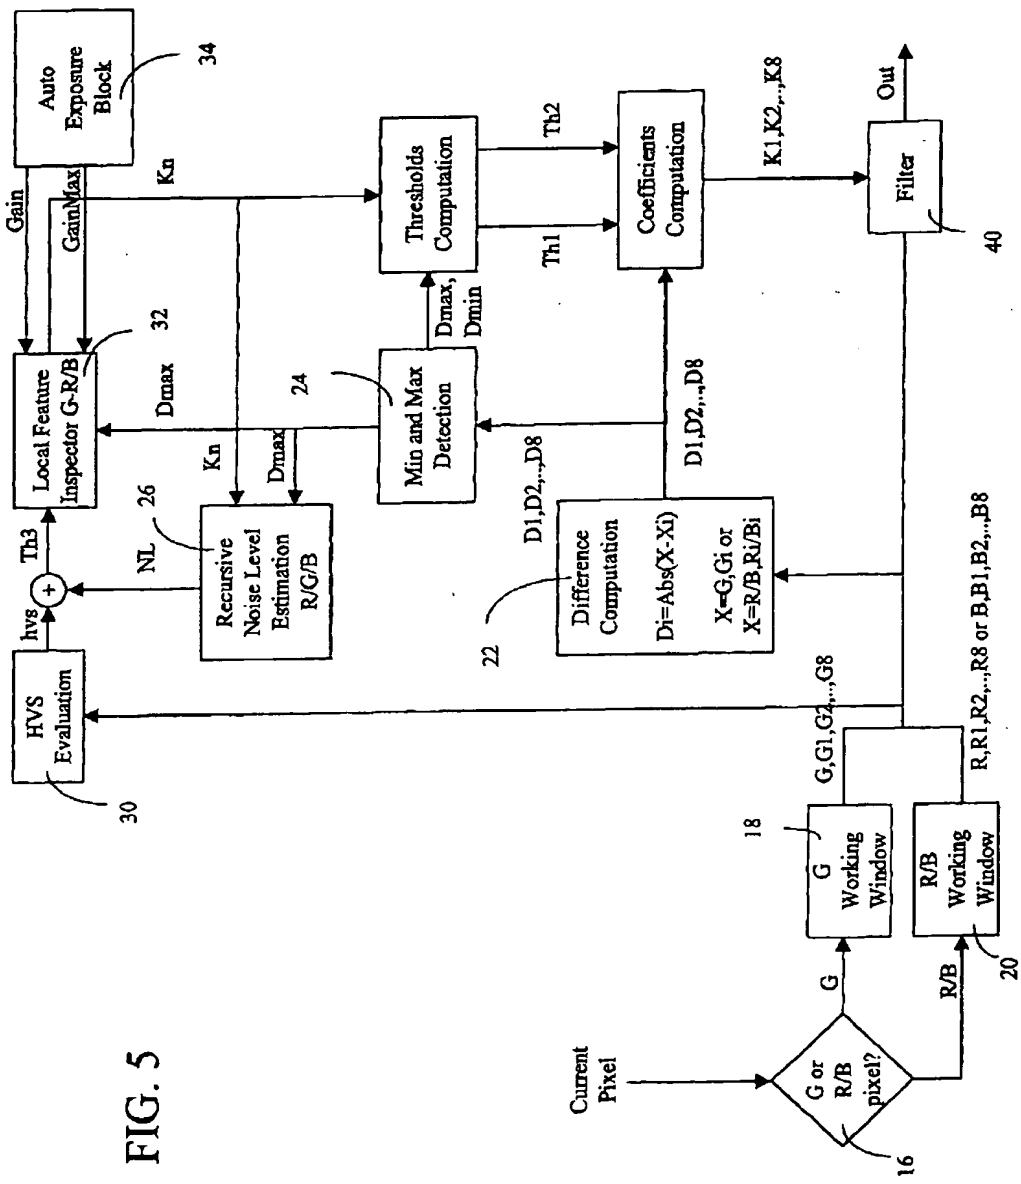 FIG. 5
Current
Pixel
G or
R/B
pixel?
16
G
R/B
18
G
Working
Window
R/B
Working
Window
20
G,G1,G2,..,G8
R,R1,R2,..,R8 or B,B1,B2,..,B8
HVS
Evaluation
30
hvs
+
Th3
NL
26
Recursive
Noise Level
Estimation
R/G/B
22
Difference
Computation
Di=Abs(X-Xi)
X=G,Gi or
X=R/B,Ri/Bi
D1,D2,..,D8
D1,D2,..,D8
Local Feature
Inspector G~R/B
32
Dmax
Kn
Dmax
24
Min and Max
Detection
Dmax,
Dmin
Gain
GainMax
Kn
Auto
Exposure
Block
34
Thresholds
Computation
Th1
Th2
Coefficients
Computation
K1,K2,..,K8
Filter
40
Out